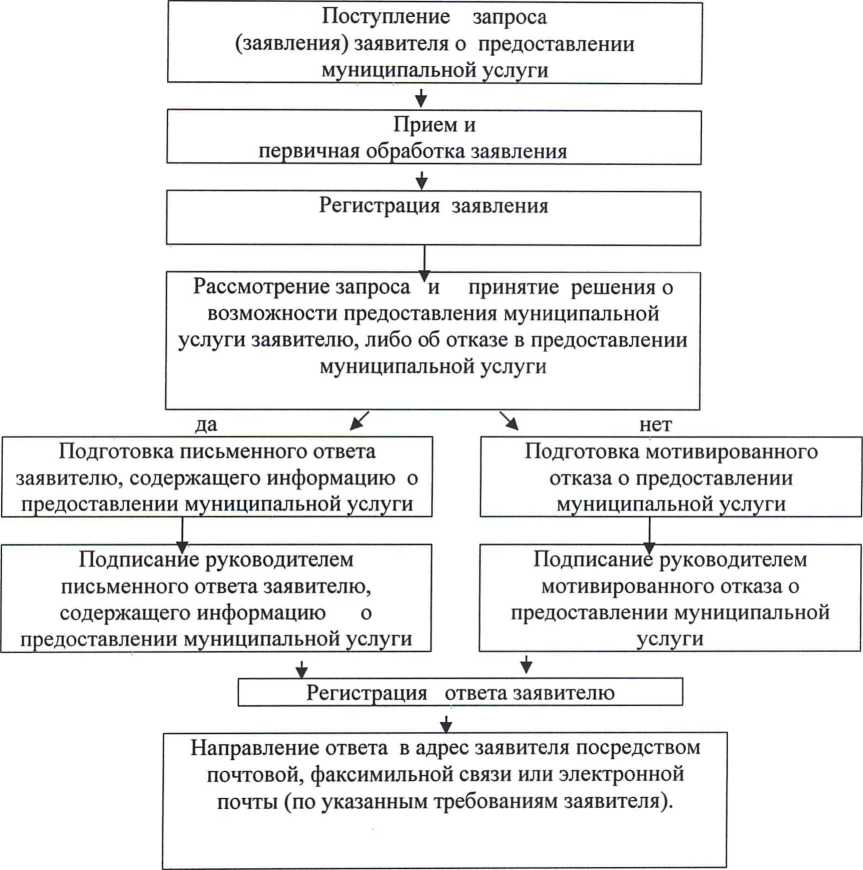 Поступление запроса
(заявления) заявителя о предоставлении
муниципальной услуги
Прием и
первичная обработка заявления
Регистрация заявления
Рассмотрение запроса и принятие решения о
возможности предоставления муниципальной
услуги заявителю, либо об отказе в предоставлении
муниципальной услуги
да
нет
Подготовка письменного ответа
заявителю, содержащего информацию о
предоставлении муниципальной услуги
Подготовка мотивированного
отказа о предоставлении
муниципальной услуги
Подписание руководителем
письменного ответа заявителю,
содержащего информацию о
предоставлении муниципальной услуги
Подписание руководителем
мотивированного отказа о
предоставлении муниципальной
услуги
Регистрация ответа заявителю
Направление ответа в адрес заявителя посредством
почтовой, факсимильной связи или электронной
почты (по указанным требованиям заявителя).